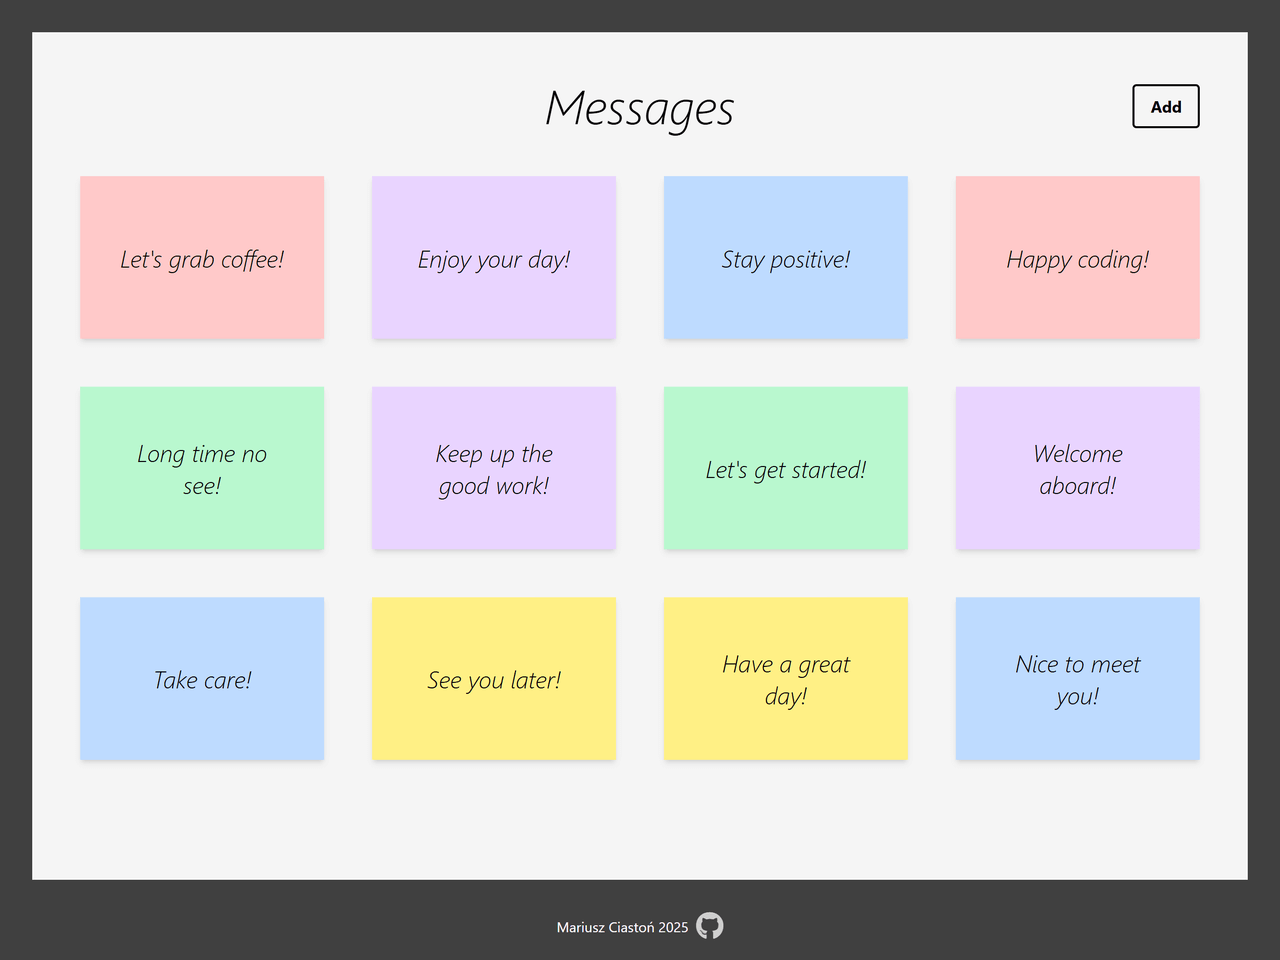 Messages
Add
Let's grab coffee!
Enjoy your day!
Stay positive!
Happy coding!
Long time no
see!
Keep up the
good work!
Let's get started!
Welcome
aboard!
Take care!
See you later!
Have a great
day!
Nice to meet
you!
Mariusz Ciastoń 2025